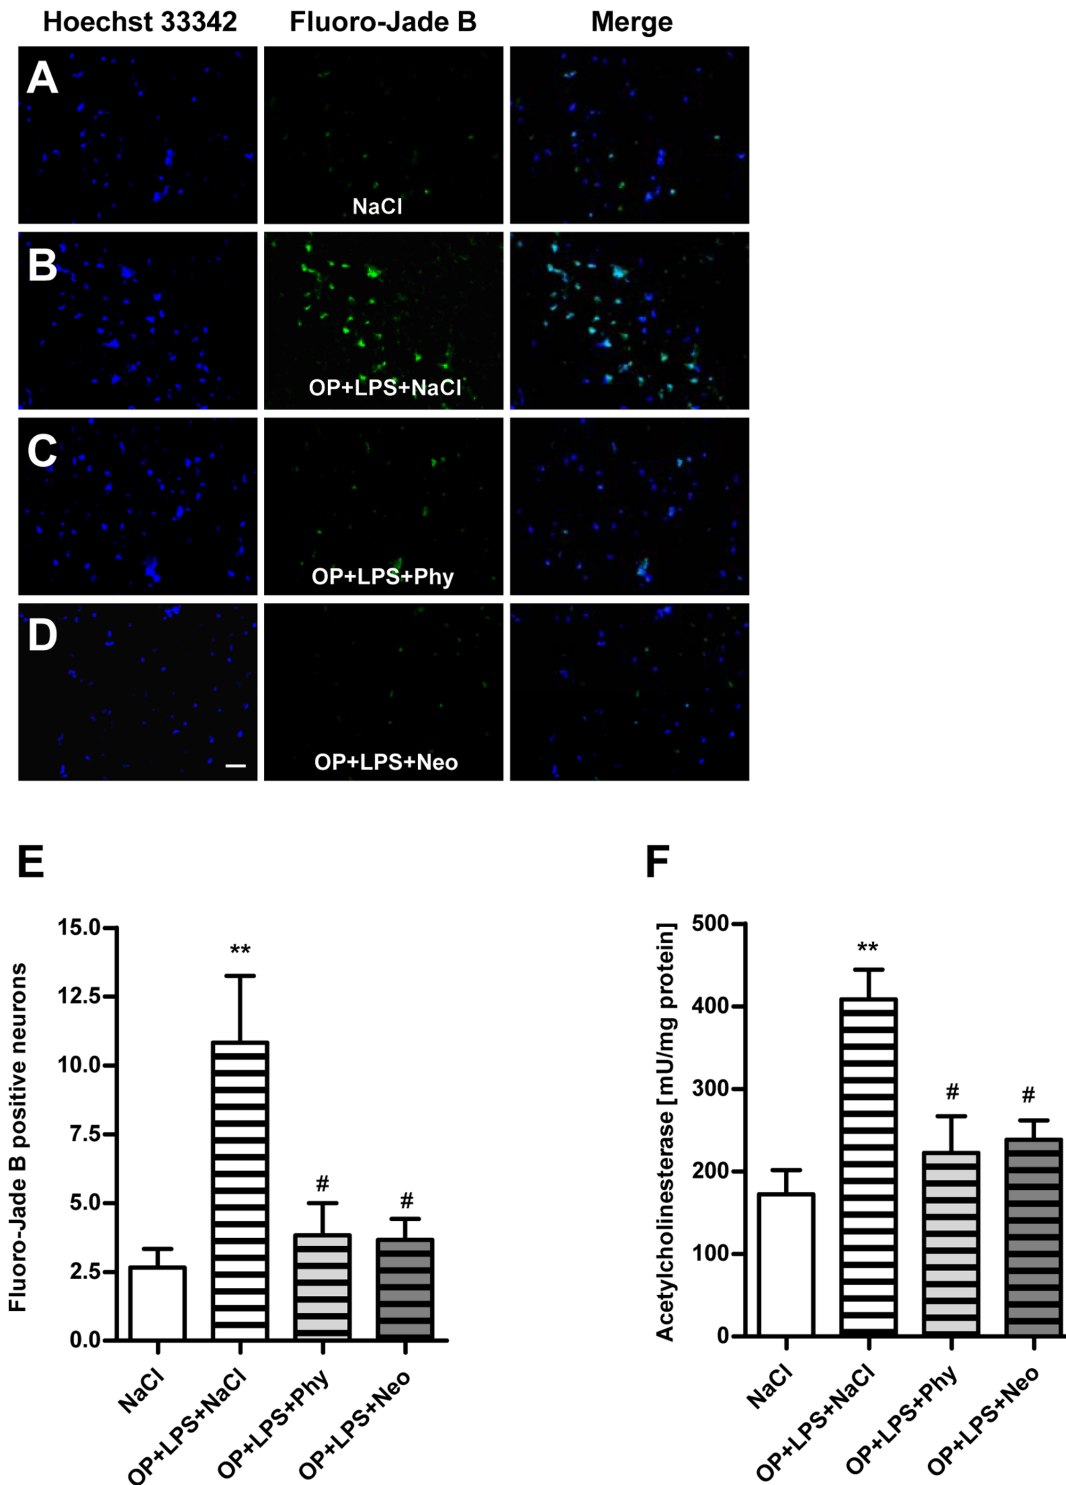 Hoechst 33342 Fluoro-Jade B Merge
A
NaCl
B
OP+LPS+NaCl
C
OP+LPS+Phy
D
OP+LPS+Neo
E
Fluoro-Jade B positive neurons
15.0
12.5
10.0
7.5
5.0
2.5
0.0
**
#
#
NaCl
OP+LPS+NaCl
OP+LPS+Phy
OP+LPS+Neo
F
Acetylcholinesterase [mU/mg protein]
500
400
300
200
100
0
**
#
#
NaCl
OP+LPS+NaCl
OP+LPS+Phy
OP+LPS+Neo